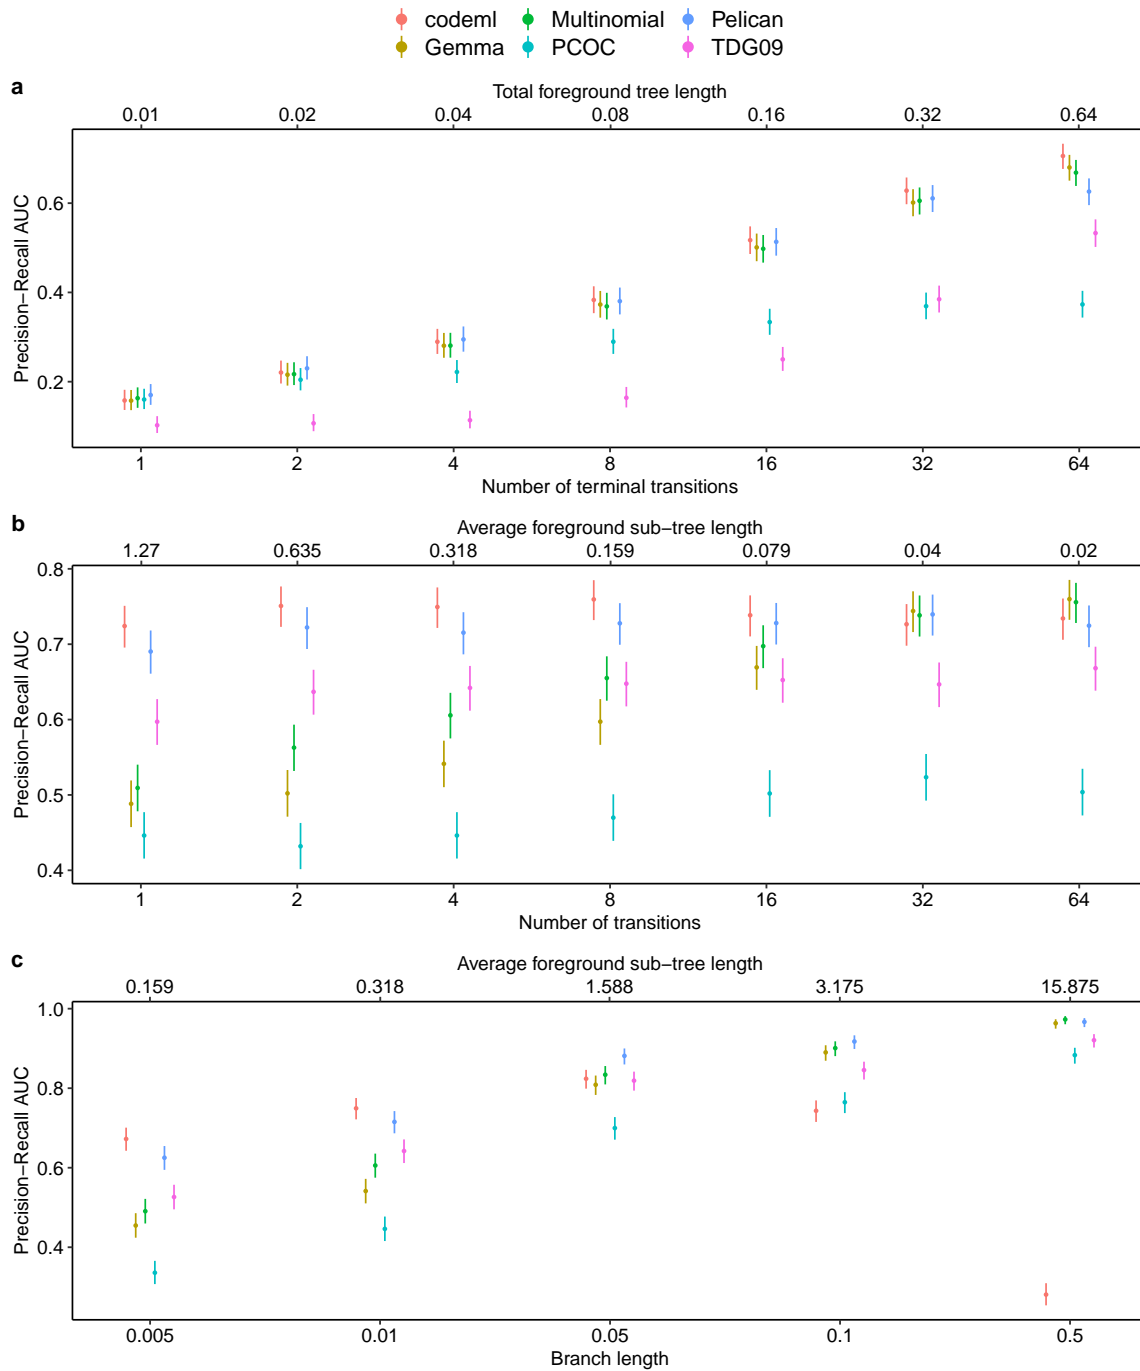 codeml Multinomial Pelican
Gemma PCOC TDG09
a
Total foreground tree length
0.01 0.02 0.04 0.08 0.16 0.32 0.64
Precision−Recall AUC
0.6
0.4
0.2
1 2 4 8 16 32 64
Number of terminal transitions
b
Average foreground sub−tree length
1.27 0.635 0.318 0.159 0.079 0.04 0.02
Precision−Recall AUC
0.8
0.7
0.6
0.5
0.4
1 2 4 8 16 32 64
Number of transitions
c
Average foreground sub−tree length
0.159 0.318 1.588 3.175 15.875
Precision−Recall AUC
1.0
0.8
0.6
0.4
0.005 0.01 0.05 0.1 0.5
Branch length